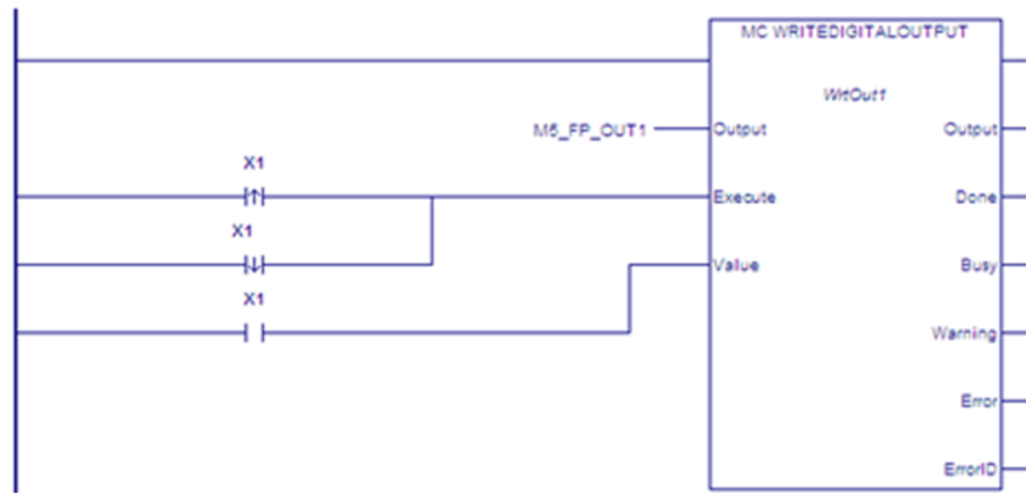 MC WRITEDIGITALOUTPUT
WrtOut1
M5_FP_OUT1 Output Output
X1
Execute Done
X1
Value Busy
X1
Warning
Error
ErrorID